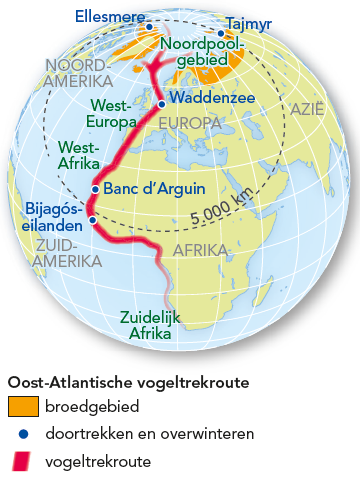 Ellesmere
Tajmyr
Noordpool-
gebied
NOORD-
AMERIKA
Waddenzee
West-
Europa
EUROPA
AZIË
West-
Afrika
Banc d'Arguin
5.000 km
Bijagós-
eilanden
ZUID-
AMERIKA
AFRIKA
Zuidelijk
Afrika
Oost-Atlantische vogeltrekroute
broedgebied
doortrekken en overwinteren
vogeltrekroute